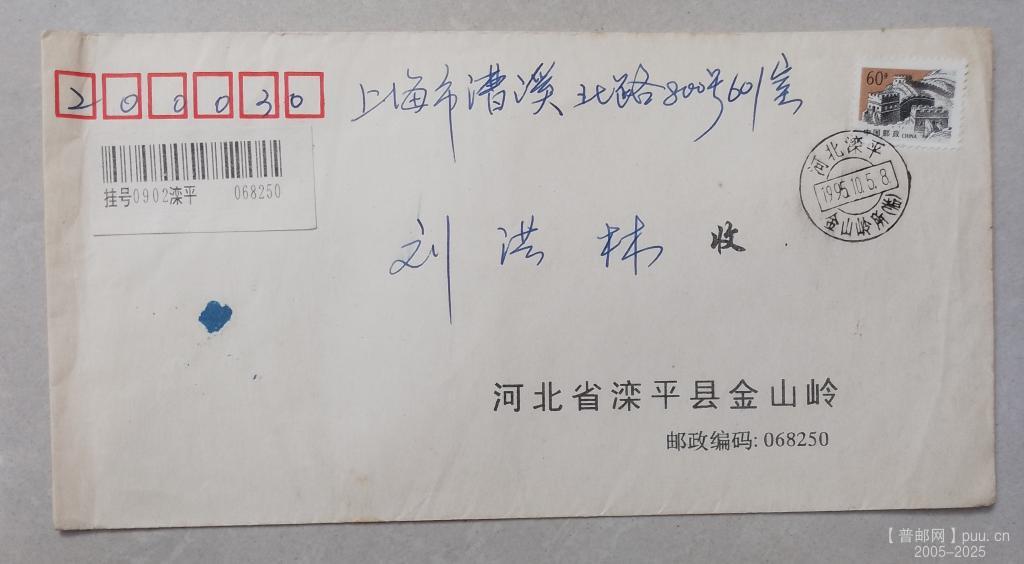 200030
上海市漕溪北路800号601室
60分
中国邮政 CHINA
河北滦平
1995.10.5.8
金山岭
挂号0902滦平 068250
刘洪林 收
河北省滦平县金山岭
邮政编码: 068250
【普邮网】puu.cn
2005-2025